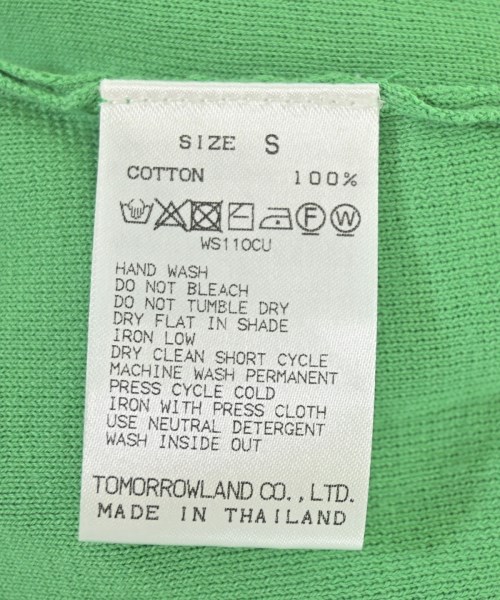 SIZE S
COTTON 100%
F W
WS110CU
HAND WASH
DO NOT BLEACH
DO NOT TUMBLE DRY
DRY FLAT IN SHADE
IRON LOW
DRY CLEAN SHORT CYCLE
MACHINE WASH PERMANENT
PRESS CYCLE COLD
IRON WITH PRESS CLOTH
USE NEUTRAL DETERGENT
WASH INSIDE OUT
TOMORROWLAND CO., LTD.
MADE IN THAILAND